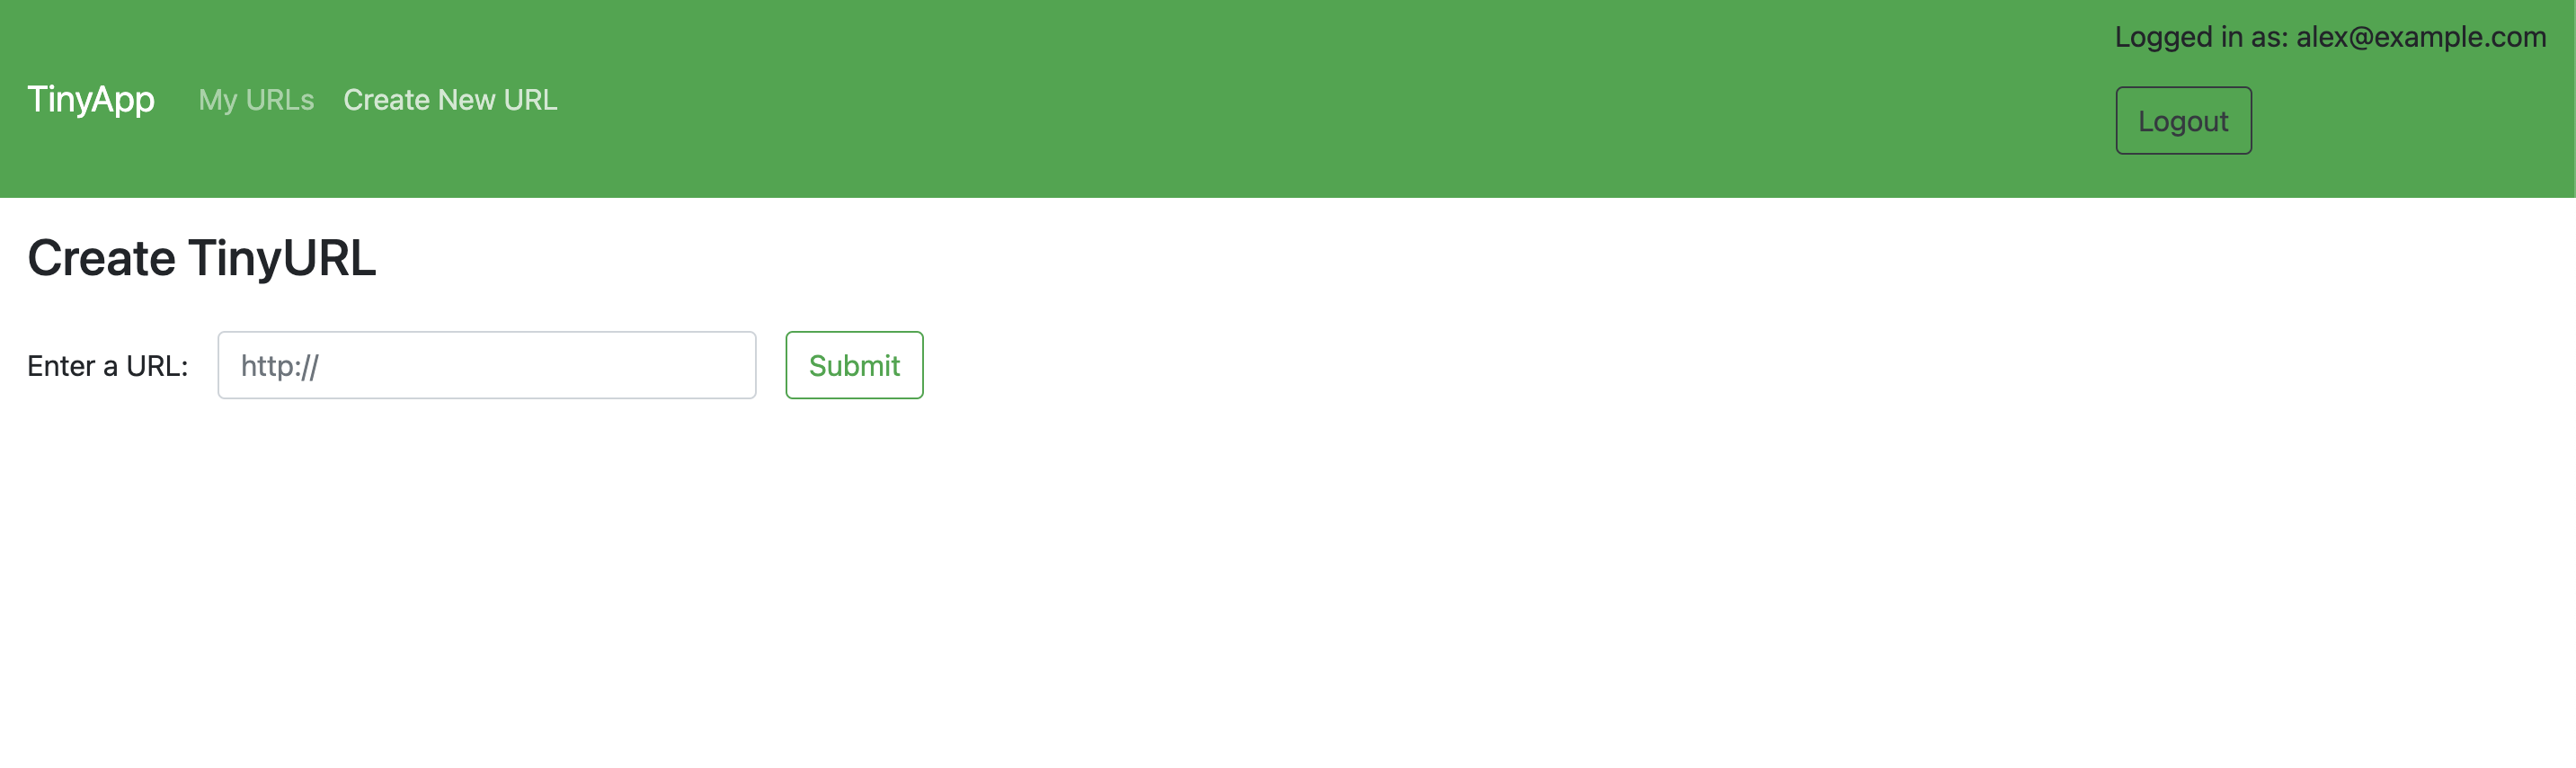 Logged in as: alex@example.com
TinyApp My URLs Create New URL
Logout
Create TinyURL
Enter a URL: http:// Submit